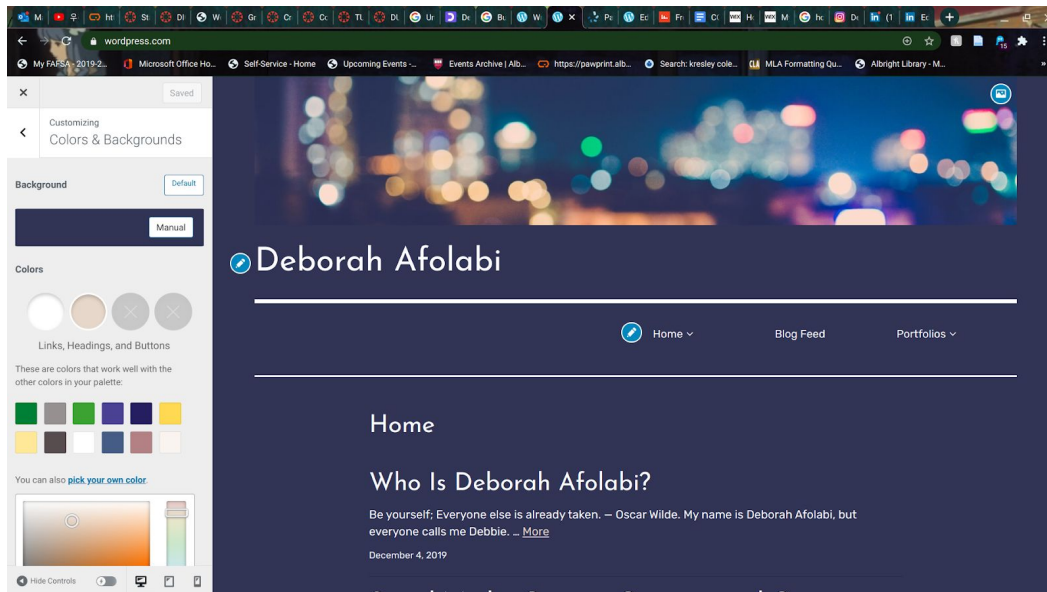 wordpress.com
15
My FAFSA - 2019-2... Microsoft Office Ho... Self-Service - Home Upcoming Events -... Events Archive | Alb... https://pawprint.alb... Search: kresley cole... MLA Formatting Qu... Albright Library - M...
Saved
Customizing
Colors & Backgrounds
Background
Default
Manual
Colors
Links, Headings, and Buttons
These are colors that work well with the
other colors in your palette:
You can also pick your own color.
Hide Controls
Deborah Afolabi
Home
Blog Feed
Portfolios
Home
Who Is Deborah Afolabi?
Be yourself; Everyone else is already taken. — Oscar Wilde. My name is Deborah Afolabi, but
everyone calls me Debbie. … More
December 4, 2019